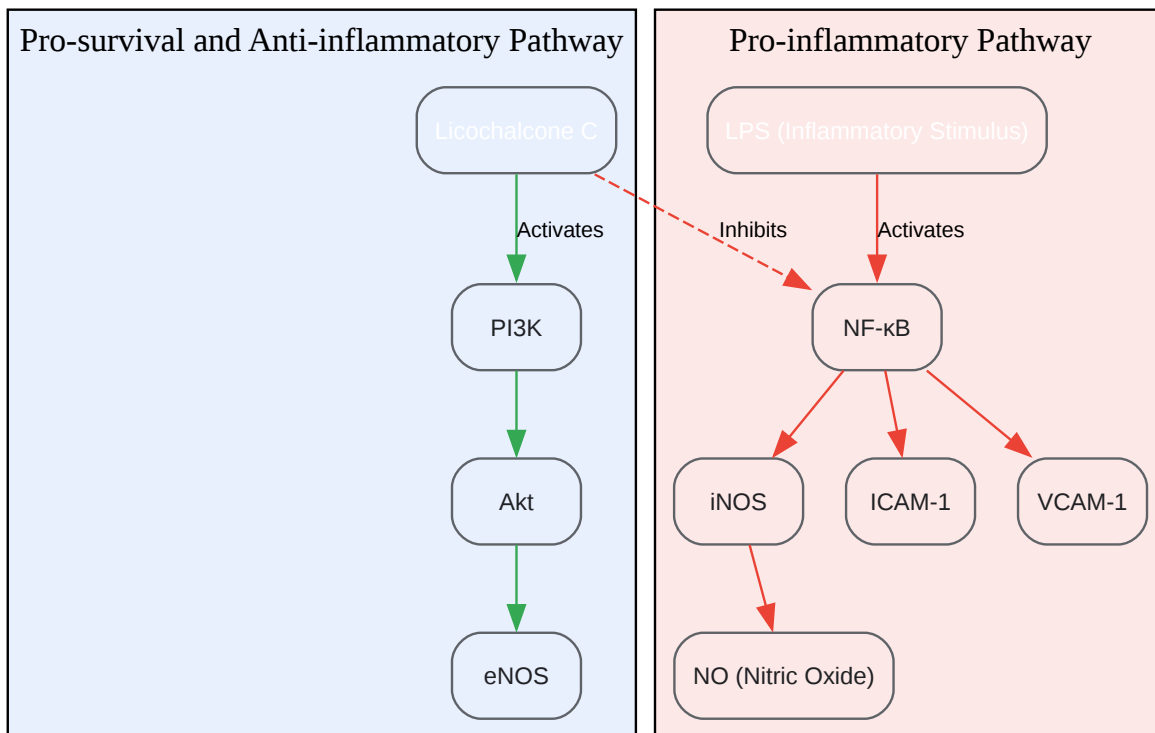 Pro-survival and Anti-inflammatory Pathway
Pro-inflammatory Pathway
Licochalcone C
LPS (Inflammatory Stimulus)
Activates
Inhibits
Activates
PI3K
NF-κB
Akt
iNOS
ICAM-1
VCAM-1
eNOS
NO (Nitric Oxide)